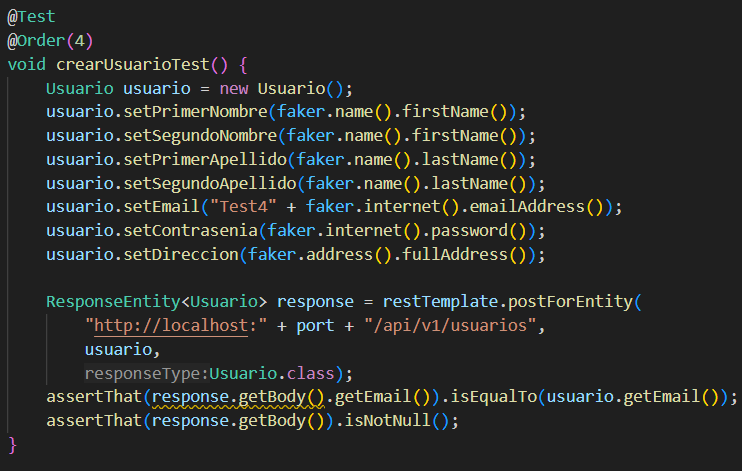 @Test
@Order(4)
void crearUsuarioTest() {
    Usuario usuario = new Usuario();
    usuario.setPrimerNombre(faker.name().firstName());
    usuario.setSegundoNombre(faker.name().firstName());
    usuario.setPrimerApellido(faker.name().lastName());
    usuario.setSegundoApellido(faker.name().lastName());
    usuario.setEmail("Test4" + faker.internet().emailAddress());
    usuario.setContrasenia(faker.internet().password());
    usuario.setDireccion(faker.address().fullAddress());

    ResponseEntity<Usuario> response = restTemplate.postForEntity(
        "http://localhost:" + port + "/api/v1/usuarios",
        usuario,
        responseType:Usuario.class);
    assertThat(response.getBody().getEmail()).isEqualTo(usuario.getEmail());
    assertThat(response.getBody()).isNotNull();
}